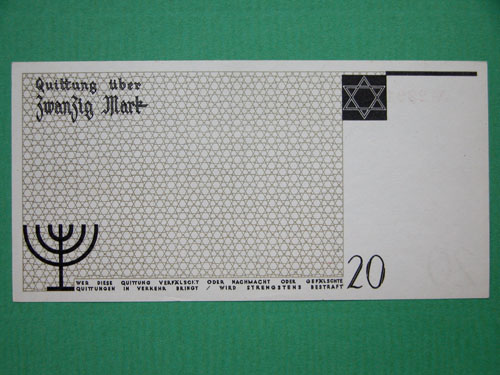 Quittung über
Zwanzig Mark
WER DIESE QUITTUNG VERFÄLSCHT ODER NACHMACHT ODER GEFÄLSCHTE
QUITTUNGEN IN VERKEHR BRINGT / WIRD STRENGSTENS BESTRAFT
20